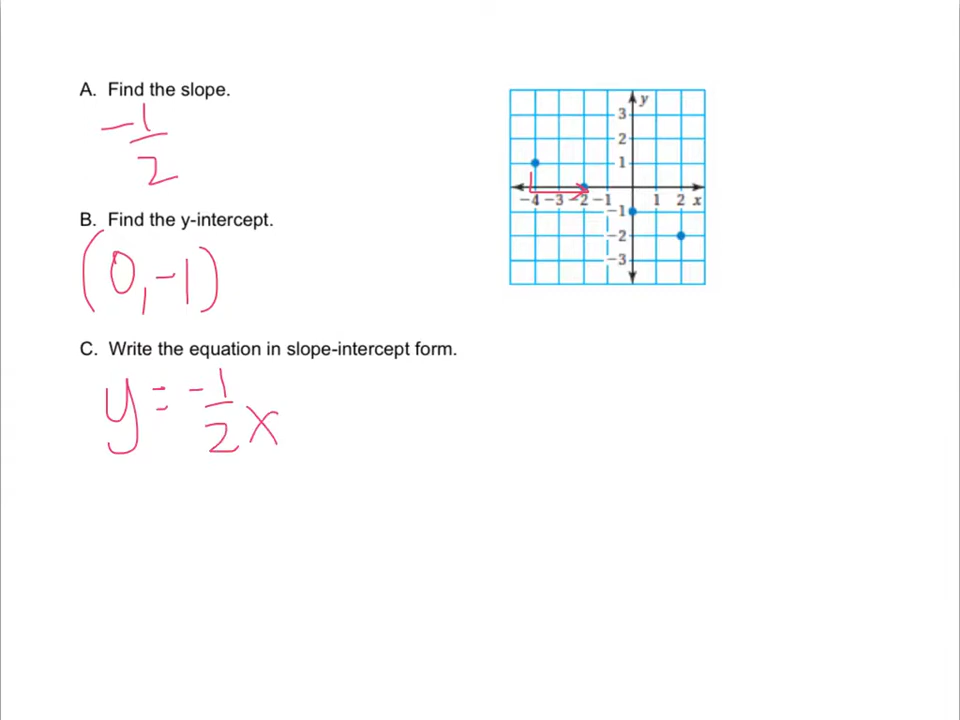 A. Find the slope.
-1/2
B. Find the y-intercept.
(0,-1)
C. Write the equation in slope-intercept form.
y = -1/2 x
y
3
2
1
-4 -3 -2 -1 1 2 x
-1
-2
-3